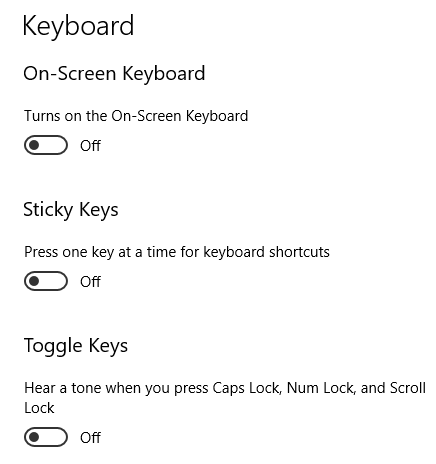 Keyboard
On-Screen Keyboard
Turns on the On-Screen Keyboard
Off
Sticky Keys
Press one key at a time for keyboard shortcuts
Off
Toggle Keys
Hear a tone when you press Caps Lock, Num Lock, and Scroll
Lock
Off